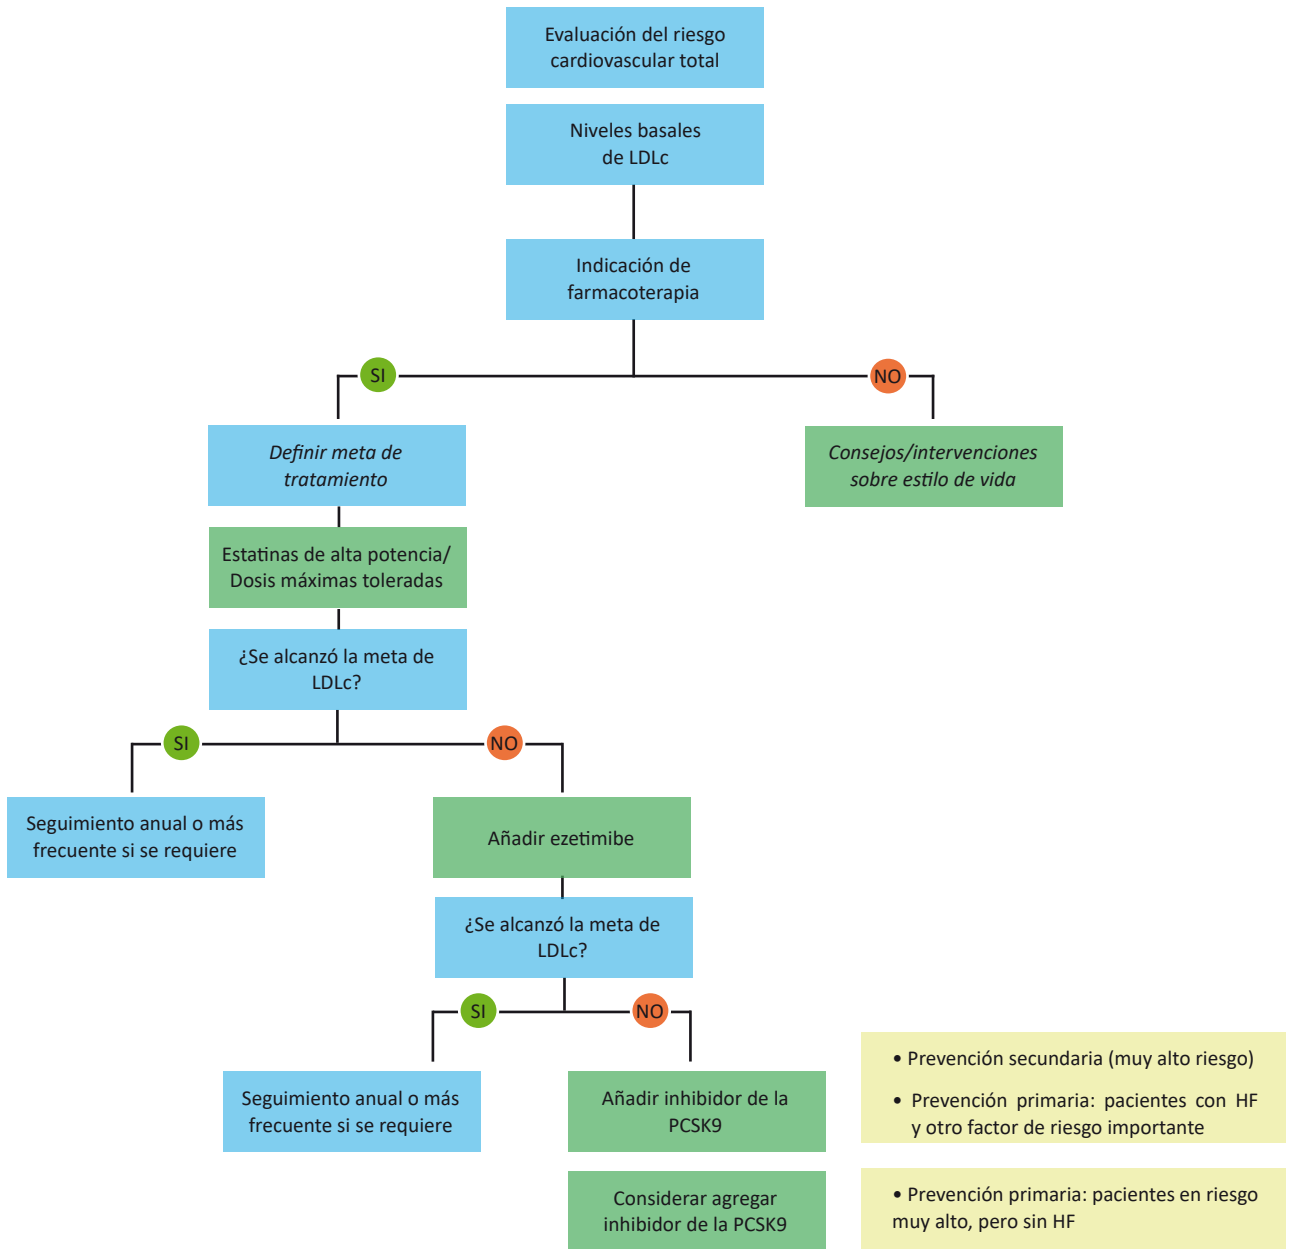 Evaluación del riesgo
cardiovascular total
Niveles basales
de LDLc
Indicación de
farmacoterapia
SI
NO
Definir meta de
tratamiento
Consejos/intervenciones
sobre estilo de vida
Estatinas de alta potencia/
Dosis máximas toleradas
¿Se alcanzó la meta de
LDLc?
SI
NO
Seguimiento anual o más
frecuente si se requiere
Añadir ezetimibe
¿Se alcanzó la meta de
LDLc?
SI
NO
Seguimiento anual o más
frecuente si se requiere
Añadir inhibidor de la
PCSK9
• Prevención secundaria (muy alto riesgo)
• Prevención primaria: pacientes con HF
y otro factor de riesgo importante
Considerar agregar
inhibidor de la PCSK9
• Prevención primaria: pacientes en riesgo
muy alto, pero sin HF